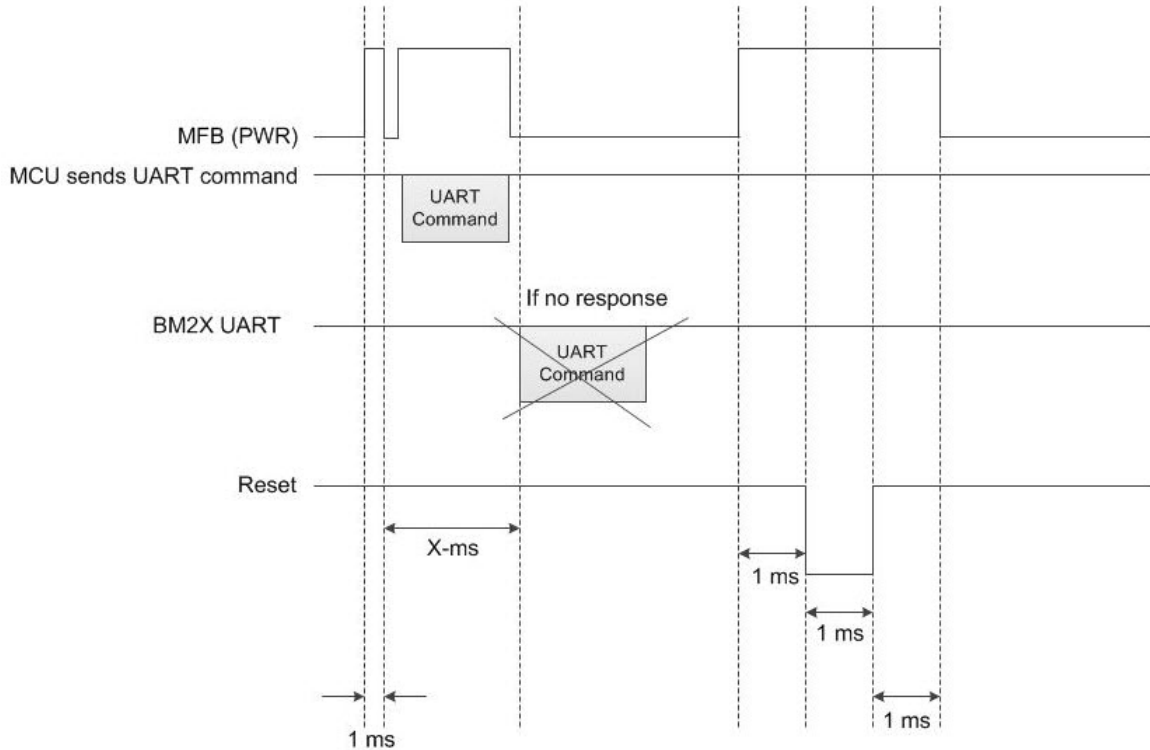 MFB (PWR)
MCU sends UART command
UART
Command
If no response
BM2X UART
UART
Command
Reset
X-ms
1 ms
1 ms
1 ms
1 ms